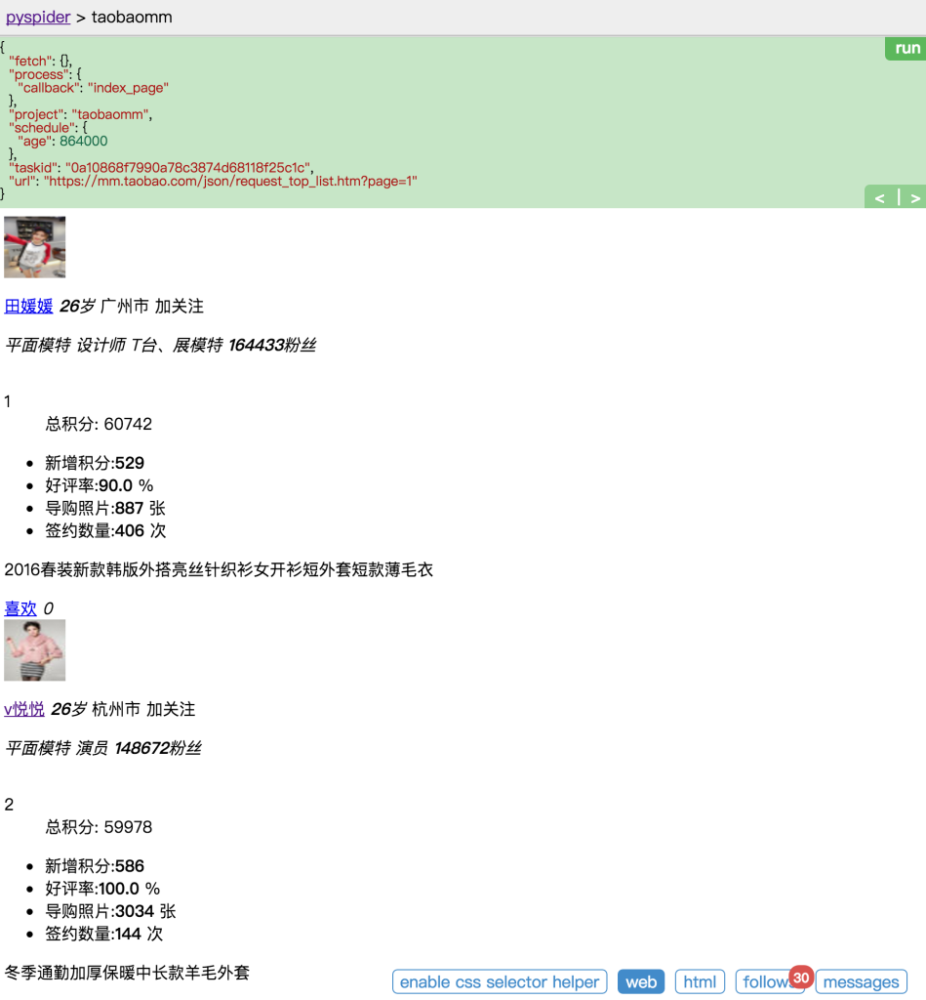 pyspider > taobaomm
{
"fetch": {},
"process": {
"callback": "index_page"
},
"project": "taobaomm",
"schedule": {
"age": 864000
},
"taskid": "0a10868f7990a78c3874d68118f25c1c",
"url": "https://mm.taobao.com/json/request_top_list.htm?page=1"
}
run
< | >
田媛媛 26岁 广州市 加关注
平面模特 设计师 T台、展模特 164433粉丝
1
总积分: 60742
新增积分:529
好评率:90.0 %
导购照片:887 张
签约数量:406 次
2016春装新款韩版外搭亮丝针织衫女开衫短外套短款薄毛衣
喜欢 0
v悦悦 26岁 杭州市 加关注
平面模特 演员 148672粉丝
2
总积分: 59978
新增积分:586
好评率:100.0 %
导购照片:3034 张
签约数量:144 次
冬季通勤加厚保暖中长款羊毛外套
enable css selector helper web html follows 30 messages